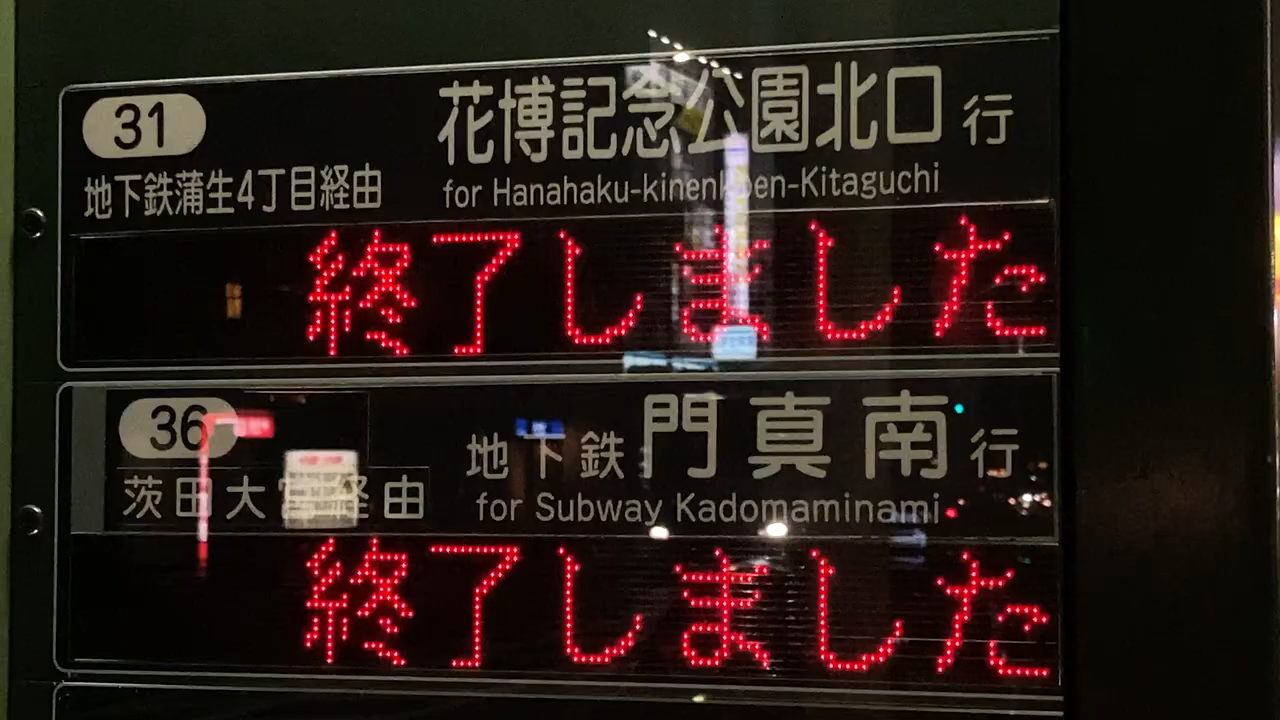 31
花博記念公園北口 行
地下鉄蒲生4丁目経由
for Hanahaku-kinenkoen-Kitaguchi
終了しました
36
地下鉄門真南 行
茨田大宮経由
for Subway Kadomaminami
終了しました